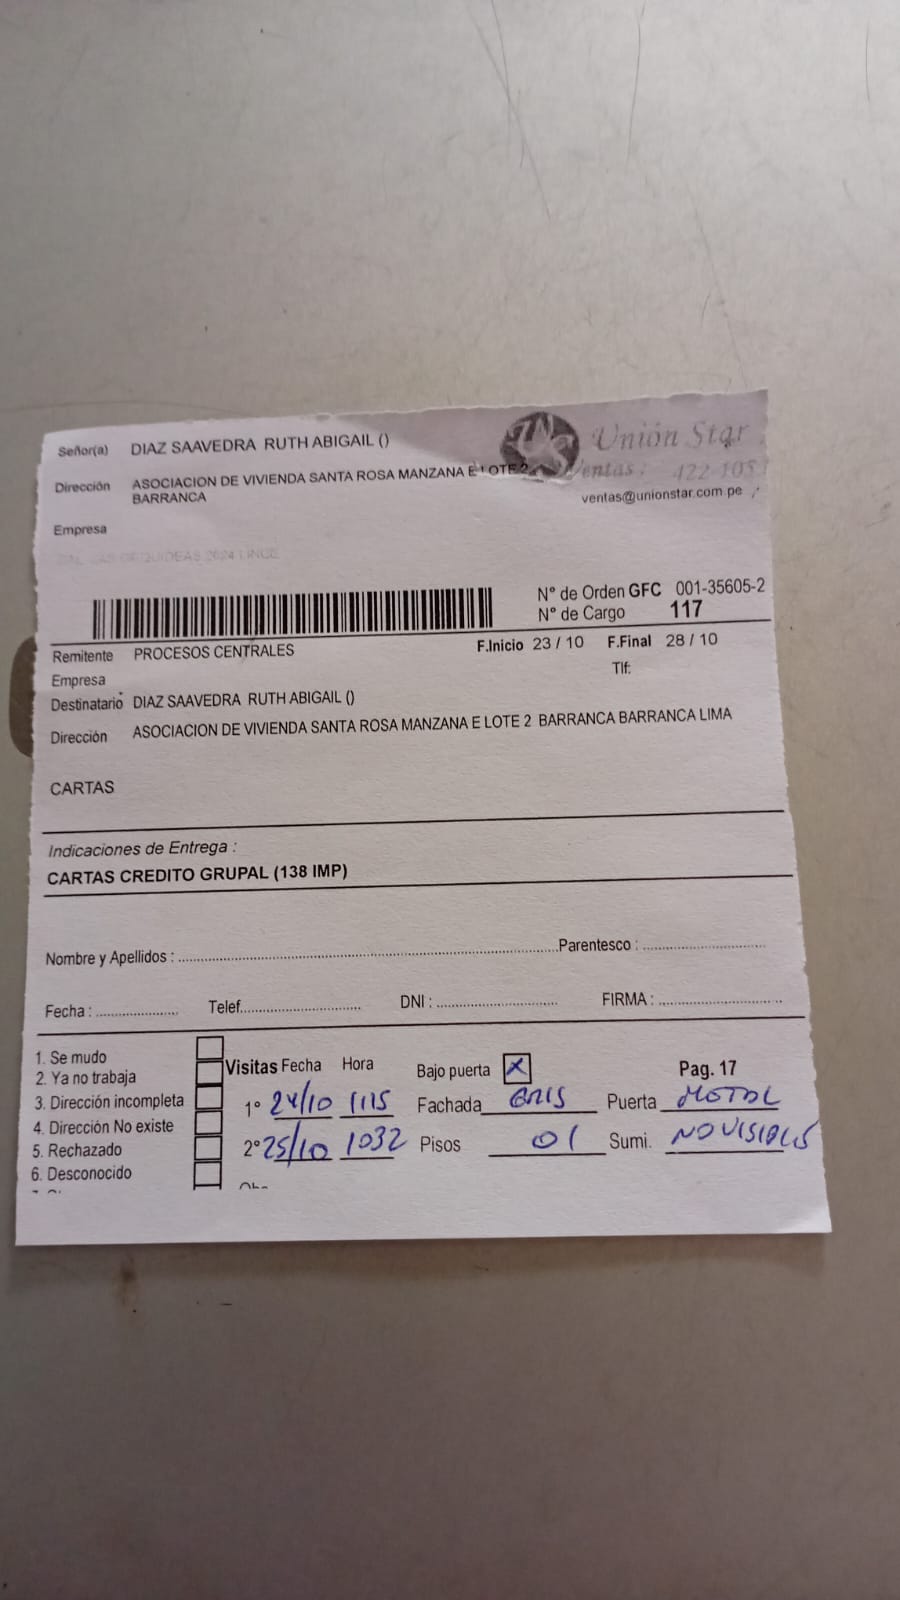 Señor(a) DIAZ SAAVEDRA RUTH ABIGAIL ()
Unión Star
Dirección ASOCIACION DE VIVIENDA SANTA ROSA MANZANA E LOTE 2
BARRANCA
Ventas: 422-105
ventas@unionstar.com.pe
Empresa
N° de Orden GFC 001-35605-2
N° de Cargo 117
Remitente PROCESOS CENTRALES
F.Inicio 23 / 10 F.Final 28 / 10
Empresa
Tlf:
Destinatario DIAZ SAAVEDRA RUTH ABIGAIL ()
Dirección ASOCIACION DE VIVIENDA SANTA ROSA MANZANA E LOTE 2 BARRANCA BARRANCA LIMA
CARTAS
Indicaciones de Entrega :
CARTAS CREDITO GRUPAL (138 IMP)
Nombre y Apellidos : Parentesco :
Fecha : Telef. DNI : FIRMA :
1. Se mudo
2. Ya no trabaja
3. Dirección incompleta
4. Dirección No existe
5. Rechazado
6. Desconocido
Visitas Fecha Hora Bajo puerta X Pag. 17
1° 24/10 1115 Fachada GRIS Puerta METAL
2° 25/10 1032 Pisos 01 Sumi. NO VISIBLE